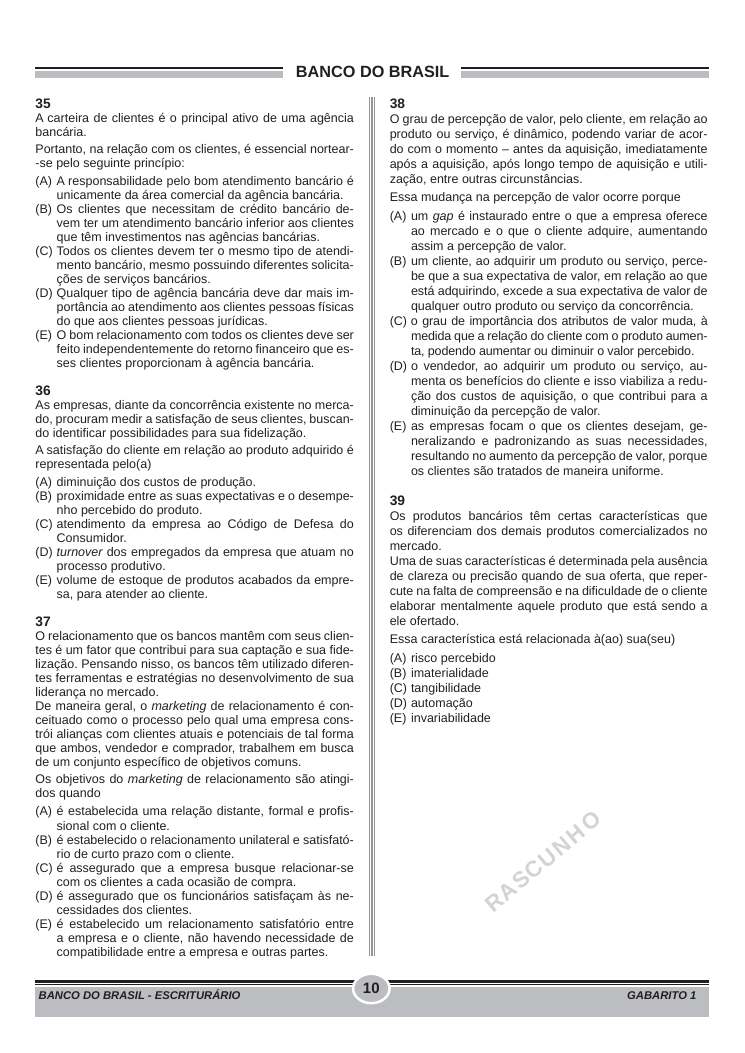 BANCO DO BRASIL
35
A carteira de clientes é o principal ativo de uma agência
bancária.
Portanto, na relação com os clientes, é essencial nortear-
-se pelo seguinte princípio:
(A) A responsabilidade pelo bom atendimento bancário é
unicamente da área comercial da agência bancária.
(B) Os clientes que necessitam de crédito bancário de-
vem ter um atendimento bancário inferior aos clientes
que têm investimentos nas agências bancárias.
(C) Todos os clientes devem ter o mesmo tipo de atendi-
mento bancário, mesmo possuindo diferentes solicita-
ções de serviços bancários.
(D) Qualquer tipo de agência bancária deve dar mais im-
portância ao atendimento aos clientes pessoas físicas
do que aos clientes pessoas jurídicas.
(E) O bom relacionamento com todos os clientes deve ser
feito independentemente do retorno financeiro que es-
ses clientes proporcionam à agência bancária.
36
As empresas, diante da concorrência existente no merca-
do, procuram medir a satisfação de seus clientes, buscan-
do identificar possibilidades para sua fidelização.
A satisfação do cliente em relação ao produto adquirido é
representada pelo(a)
(A) diminuição dos custos de produção.
(B) proximidade entre as suas expectativas e o desempe-
nho percebido do produto.
(C) atendimento da empresa ao Código de Defesa do
Consumidor.
(D) turnover dos empregados da empresa que atuam no
processo produtivo.
(E) volume de estoque de produtos acabados da empre-
sa, para atender ao cliente.
37
O relacionamento que os bancos mantêm com seus clien-
tes é um fator que contribui para sua captação e sua fide-
lização. Pensando nisso, os bancos têm utilizado diferen-
tes ferramentas e estratégias no desenvolvimento de sua
liderança no mercado.
De maneira geral, o marketing de relacionamento é con-
ceituado como o processo pelo qual uma empresa cons-
trói alianças com clientes atuais e potenciais de tal forma
que ambos, vendedor e comprador, trabalhem em busca
de um conjunto específico de objetivos comuns.
Os objetivos do marketing de relacionamento são atingi-
dos quando
(A) é estabelecida uma relação distante, formal e profis-
sional com o cliente.
(B) é estabelecido o relacionamento unilateral e satisfató-
rio de curto prazo com o cliente.
(C) é assegurado que a empresa busque relacionar-se
com os clientes a cada ocasião de compra.
(D) é assegurado que os funcionários satisfaçam às ne-
cessidades dos clientes.
(E) é estabelecido um relacionamento satisfatório entre
a empresa e o cliente, não havendo necessidade de
compatibilidade entre a empresa e outras partes.
38
O grau de percepção de valor, pelo cliente, em relação ao
produto ou serviço, é dinâmico, podendo variar de acor-
do com o momento – antes da aquisição, imediatamente
após a aquisição, após longo tempo de aquisição e utili-
zação, entre outras circunstâncias.
Essa mudança na percepção de valor ocorre porque
(A) um gap é instaurado entre o que a empresa oferece
ao mercado e o que o cliente adquire, aumentando
assim a percepção de valor.
(B) um cliente, ao adquirir um produto ou serviço, perce-
be que a sua expectativa de valor, em relação ao que
está adquirindo, excede a sua expectativa de valor de
qualquer outro produto ou serviço da concorrência.
(C) o grau de importância dos atributos de valor muda, à
medida que a relação do cliente com o produto aumen-
ta, podendo aumentar ou diminuir o valor percebido.
(D) o vendedor, ao adquirir um produto ou serviço, au-
menta os benefícios do cliente e isso viabiliza a redu-
ção dos custos de aquisição, o que contribui para a
diminuição da percepção de valor.
(E) as empresas focam o que os clientes desejam, ge-
neralizando e padronizando as suas necessidades,
resultando no aumento da percepção de valor, porque
os clientes são tratados de maneira uniforme.
39
Os produtos bancários têm certas características que
os diferenciam dos demais produtos comercializados no
mercado.
Uma de suas características é determinada pela ausência
de clareza ou precisão quando de sua oferta, que reper-
cute na falta de compreensão e na dificuldade de o cliente
elaborar mentalmente aquele produto que está sendo a
ele ofertado.
Essa característica está relacionada à(ao) sua(seu)
(A) risco percebido
(B) imaterialidade
(C) tangibilidade
(D) automação
(E) invariabilidade
RASCUNHO
BANCO DO BRASIL - ESCRITURÁRIO
10
GABARITO 1